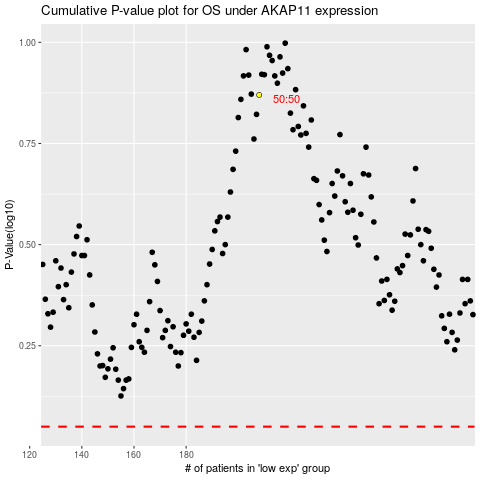 Cumulative P-value plot for OS under AKAP11 expression
P-Value(log10)
1.00
0.75
0.50
0.25
50:50
120 140 160 180
# of patients in 'low exp' group